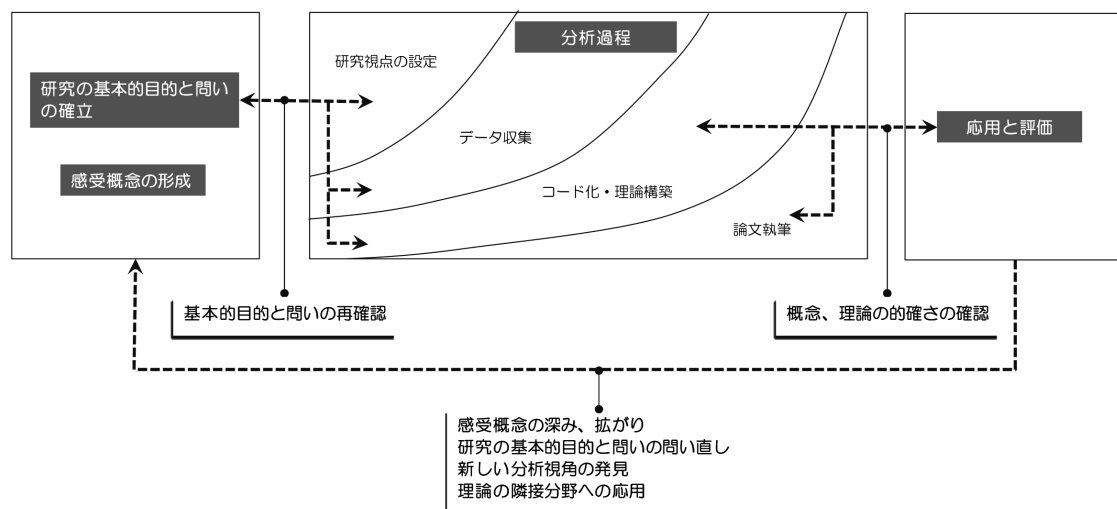 分析過程
研究視点の設定
研究の基本的目的と問い
の確立
応用と評価
データ収集
感受概念の形成
コード化・理論構築
論文執筆
基本的目的と問いの再確認
概念、理論の的確さの確認
感受概念の深み、拡がり
研究の基本的目的と問いの問い直し
新しい分析視角の発見
理論の隣接分野への応用